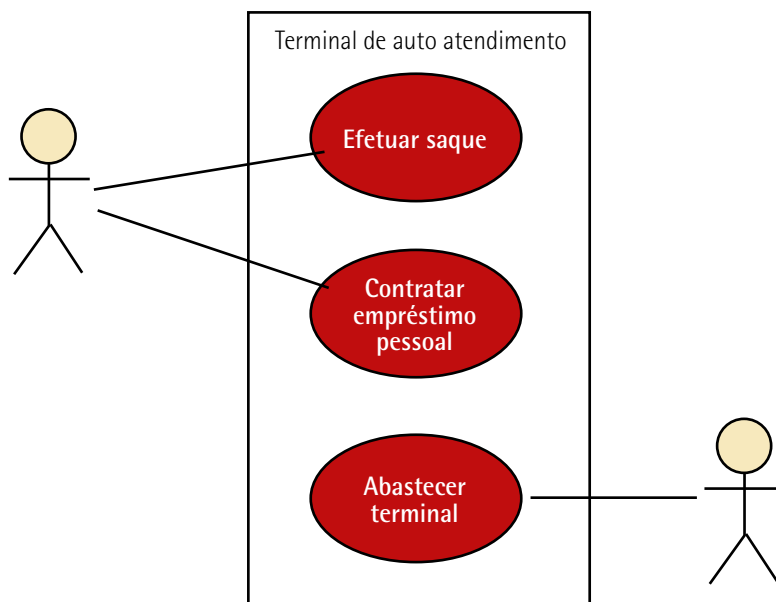 Terminal de auto atendimento
Efetuar saque
Contratar
empréstimo
pessoal
Abastecer
terminal